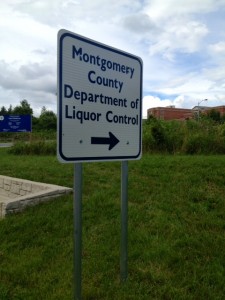 Montgomery
County
Department of
Liquor Control